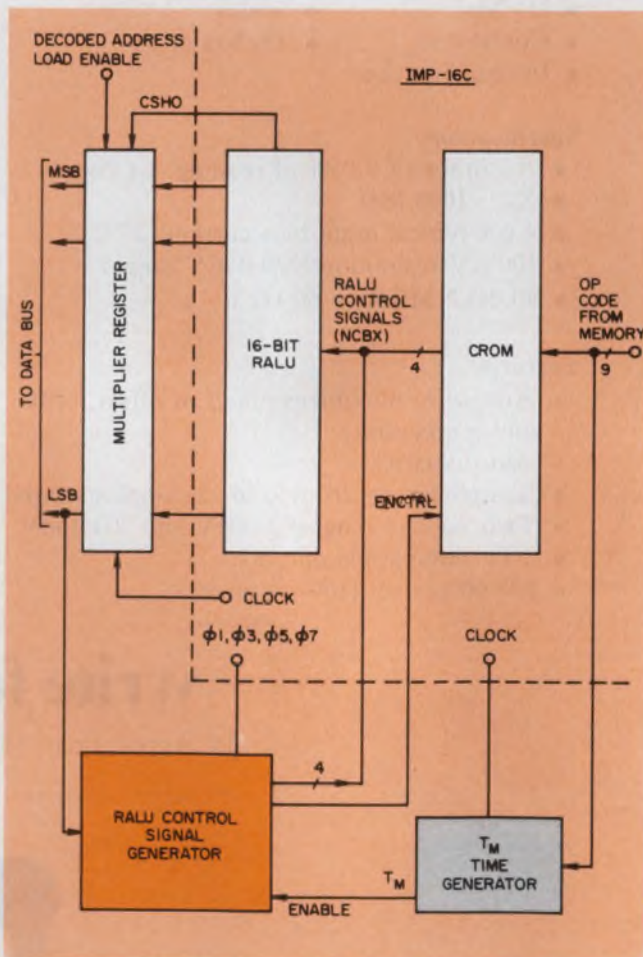 DECODED ADDRESS
LOAD ENABLE
IMP-16C
CSHO
MSB
TO DATA BUS
MULTIPLIER REGISTER
LSB
16-BIT
RALU
RALU
CONTROL
SIGNALS
(NCBX)
4
CROM
OP
CODE
FROM
MEMORY
9
ENCTRL
CLOCK
φ1, φ3, φ5, φ7
CLOCK
4
RALU CONTROL
SIGNAL
GENERATOR
TM
ENABLE
TM
TIME
GENERATOR